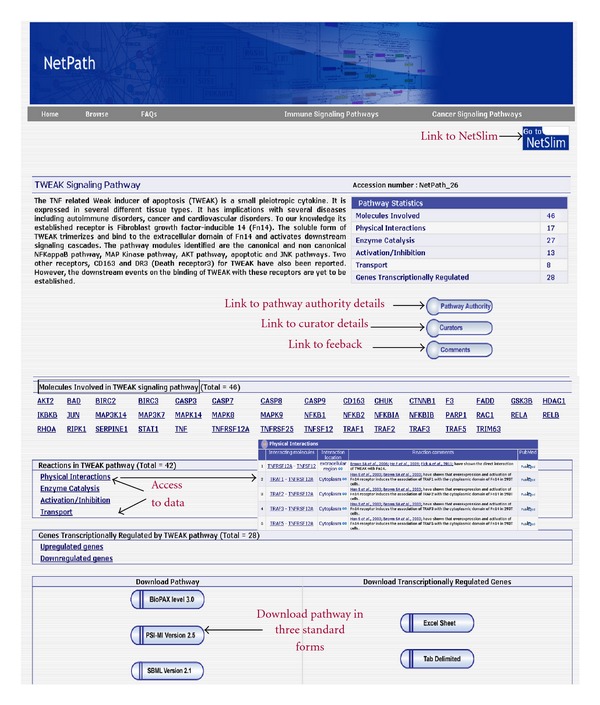 NetPath
Home Browse FAQs Immune Signaling Pathways Cancer Signaling Pathways
Link to NetSlim
Go to
NetSlim
TWEAK Signaling Pathway
Accession number : NetPath_26
The TNF related Weak inducer of apoptosis (TWEAK) is a small pleiotropic cytokine. It is
expressed in several different tissue types. It has implications with several diseases
including autoimmune disorders, cancer and cardiovascular disorders. To our knowledge its
established receptor is Fibroblast growth factor-inducible 14 (Fn14). The soluble form of
TWEAK trimerizes and bind to the extracellular domain of Fn14 and activates downstream
signaling cascades. The pathway modules identified are the canonical and non canonical
NFKappaB pathway, MAP Kinase pathway, AKT pathway, apoptotic and JNK pathways. Two
other receptors, CD163 and DR3 (Death receptor3) for TWEAK have also been reported.
However, the downstream events on the binding of TWEAK with these receptors are yet to be
established.
Pathway Statistics
Molecules Involved 46
Physical Interactions 17
Enzyme Catalysis 27
Activation/Inhibition 13
Transport 8
Genes Transcriptionally Regulated 28
Link to pathway authority details
Pathway Authority
Link to curator details
Curators
Link to feeback
Comments
Molecules Involved in TWEAK signaling pathway (Total = 46)
AKT2 BAD BIRC2 BIRC3 CASP3 CASP7 CASP8 CASP9 CD163 CHUK CTNNB1 F3 FADD GSK3B HDAC1
IKBKB JUN MAP3K14 MAP3K7 MAPK14 MAPK8 MAPK9 NFKB1 NFKB2 NFKBIA NFKBIB PARP1 RAC1 RELA RELB
RHOA RIPK1 SERPINE1 STAT1 TNF TNFRSF12A TNFRSF25 TNFSF12 TRAF1 TRAF2 TRAF3 TRAF5 TRIM63
Physical Interactions
Interacting molecules Interaction location Reaction comments PubMed
1 TNFRSF12A - TNFSF12 extracellular region
2 TRAF1 - TNFRSF12A Cytoplasm
3 TRAF2 - TNFRSF12A Cytoplasm
4 TRAF3 - TNFRSF12A Cytoplasm
5 TRAF5 - TNFRSF12A Cytoplasm
Reactions in TWEAK pathway (Total = 42)
Physical Interactions
Enzyme Catalysis
Activation/Inhibition
Transport
Access
to data
Genes Transcriptionally Regulated by TWEAK pathway (Total = 28)
Upregulated genes
Downregulated genes
Download Pathway
Download Transcriptionally Regulated Genes
BioPAX level 3.0
PSI-MI Version 2.5
SBML Version 2.1
Download pathway in
three standard
forms
Excel Sheet
Tab Delimited